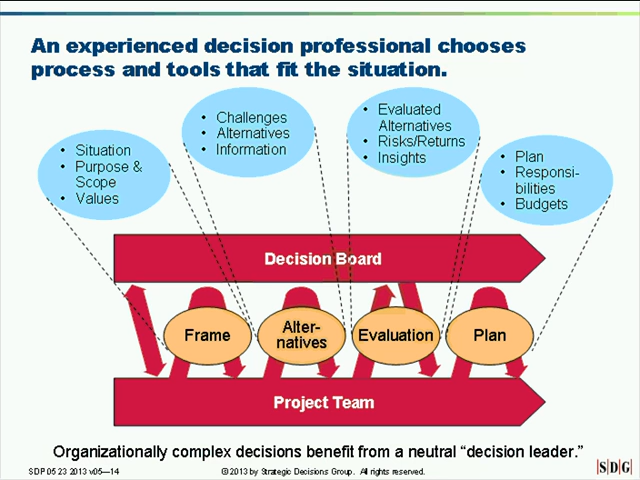 An experienced decision professional chooses
process and tools that fit the situation.
• Situation
• Purpose &
Scope
• Values
• Challenges
• Alternatives
• Information
• Evaluated
Alternatives
• Risks/Returns
• Insights
• Plan
• Responsi-
bilities
• Budgets
Decision Board
Frame
Alter-
natives
Evaluation
Plan
Project Team
Organizationally complex decisions benefit from a neutral “decision leader.”
SDP 05 23 2013 v05—14
© 2013 by Strategic Decisions Group. All rights reserved.
SDG